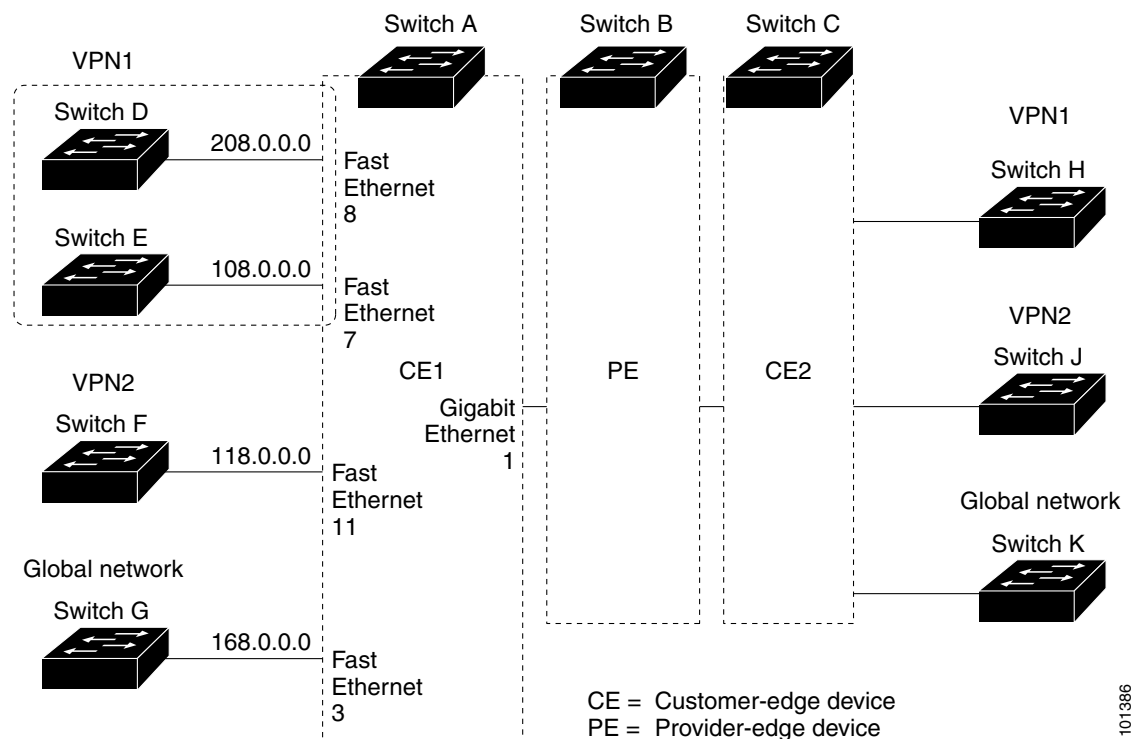 Switch A
Switch B
Switch C
VPN1
Switch D
208.0.0.0
Fast
Ethernet
8
Switch E
108.0.0.0
Fast
Ethernet
7
VPN2
Switch F
118.0.0.0
Fast
Ethernet
11
Global network
Switch G
168.0.0.0
Fast
Ethernet
3
CE1
Gigabit
Ethernet
1
PE
CE2
VPN1
Switch H
VPN2
Switch J
Global network
Switch K
CE = Customer-edge device
PE = Provider-edge device
101386